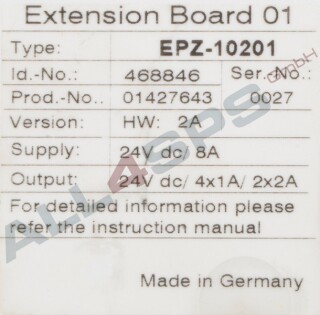 Extension Board 01
Type: EPZ-10201
Id.-No.: 468846 Ser.-No.:
Prod.-No.. 01427643 0027
Version: HW: 2A
Supply: 24V dc/ 8A
Output: 24V dc/ 4x1A/ 2x2A
For detailed information please
refer the instruction manual
Made in Germany
ALL4SPS GmbH